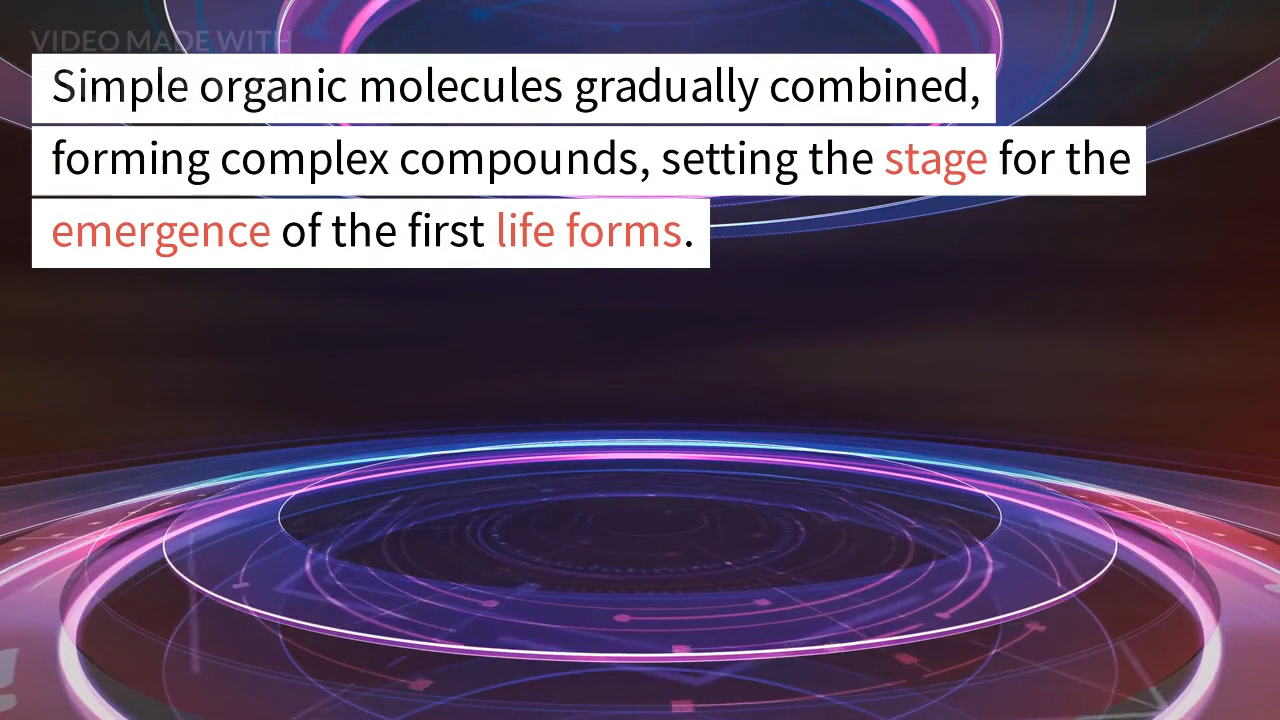 VIDEO MADE WITH
Simple organic molecules gradually combined,
forming complex compounds, setting the stage for the
emergence of the first life forms.